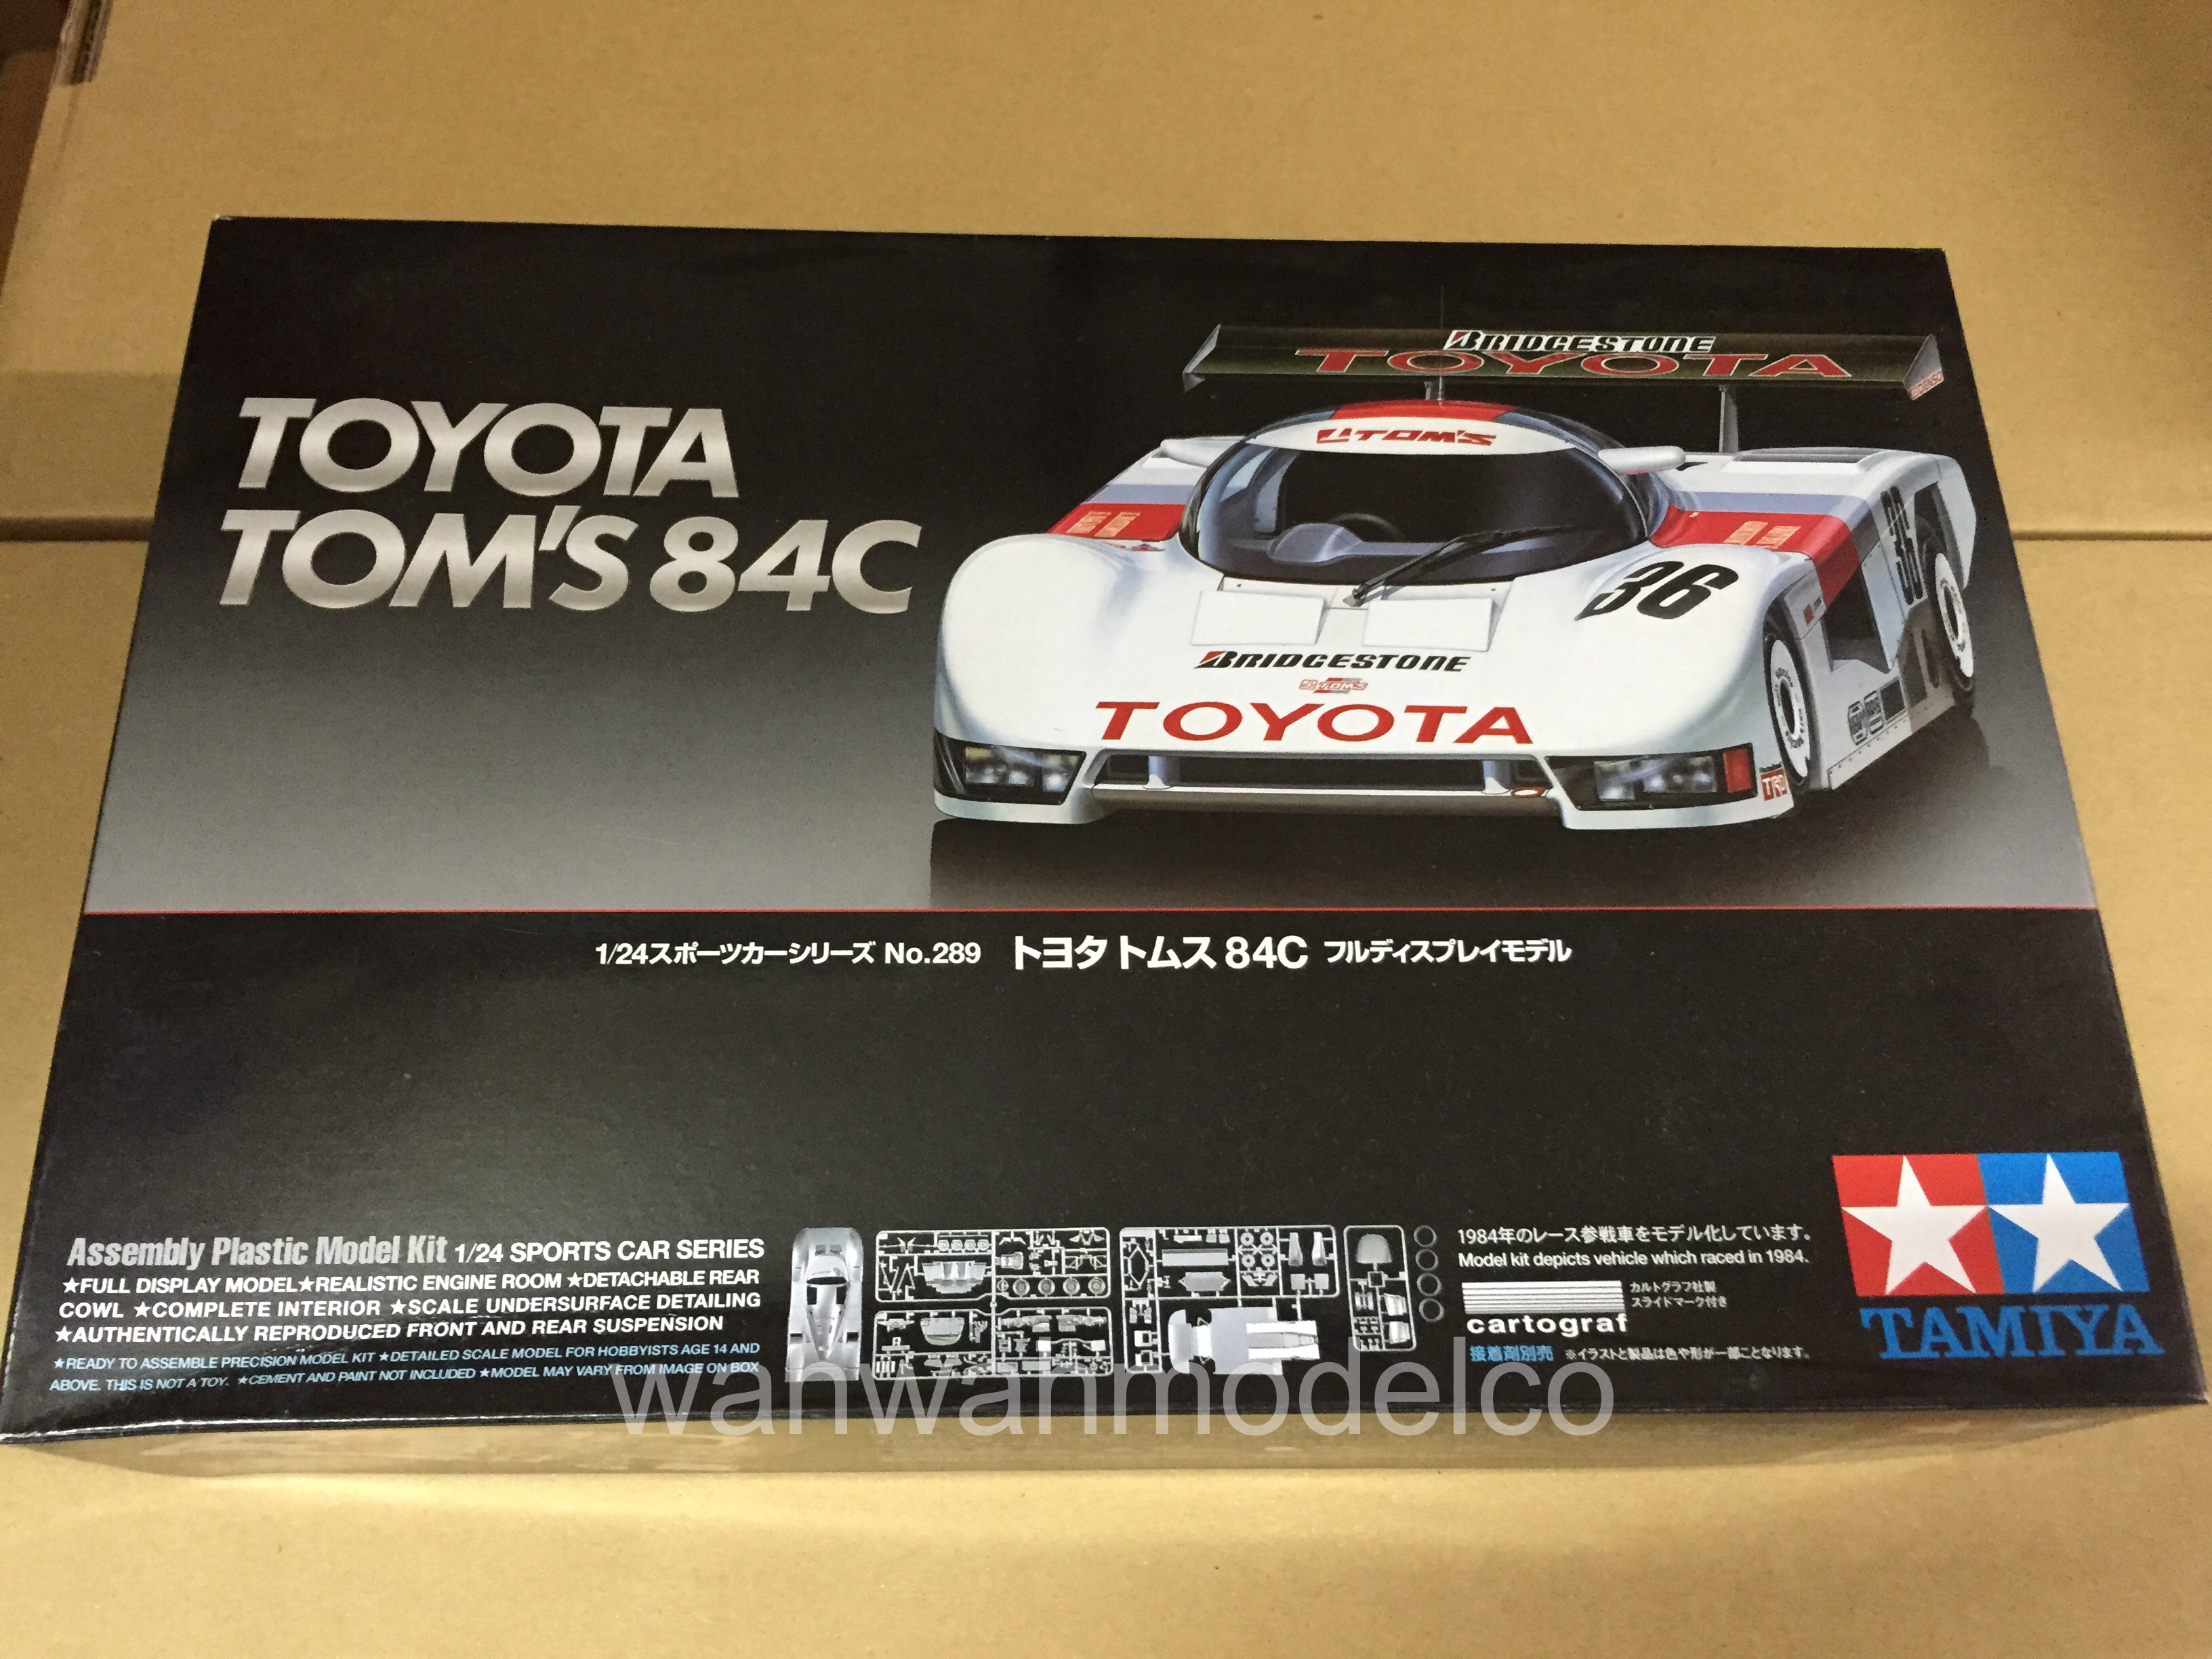 BRIDGESTONE
TOYOTA
TOM'S
TOYOTA
TOM'S 84C
36
36
BRIDGESTONE
TOM'S
TOYOTA
TRD
1/24スポーツカーシリーズ No.289 トヨタ トムス 84C フルディスプレイモデル
Assembly Plastic Model Kit 1/24 SPORTS CAR SERIES
★FULL DISPLAY MODEL★REALISTIC ENGINE ROOM ★DETACHABLE REAR
COWL ★COMPLETE INTERIOR ★SCALE UNDERSURFACE DETAILING
★AUTHENTICALLY REPRODUCED FRONT AND REAR SUSPENSION
★READY TO ASSEMBLE PRECISION MODEL KIT ★DETAILED SCALE MODEL FOR HOBBYISTS AGE 14 AND
ABOVE. THIS IS NOT A TOY. ★CEMENT AND PAINT NOT INCLUDED ★MODEL MAY VARY FROM IMAGE ON BOX
1984年のレース参戦車をモデル化しています。
Model kit depicts vehicle which raced in 1984.
カルトグラフ社製
スライドマーク付き
cartograf
接着剤別売 ※イラストと製品は色や形が一部ことなります。
TAMIYA
wanwanmodelco